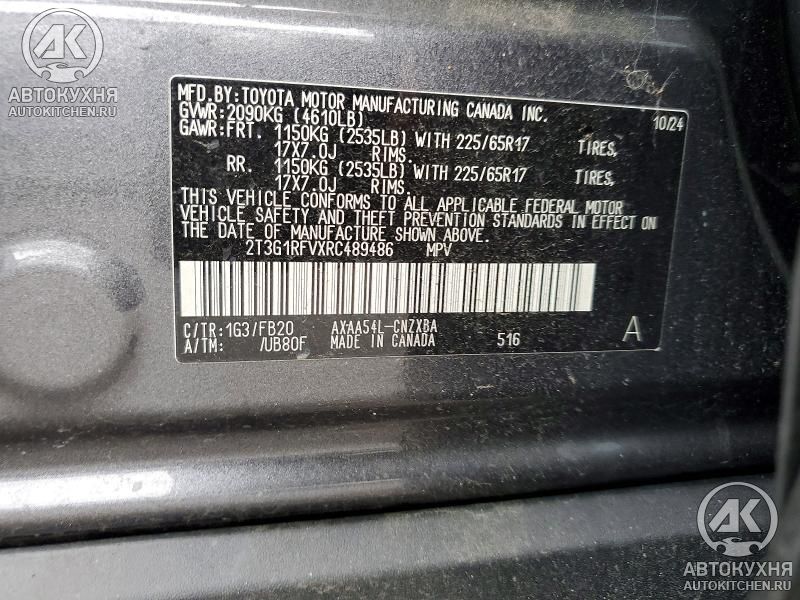 АК
АВТОКУХНЯ
AUTOKITCHEN.RU
MFD.BY:TOYOTA MOTOR MANUFACTURING CANADA INC.
GVWR:2090KG (4610LB) 10/24
GAWR:FRT. 1150KG (2535LB) WITH 225/65R17 TIRES,
17X7.0J RIMS.
RR. 1150KG (2535LB) WITH 225/65R17 TIRES,
17X7.0J RIMS.
THIS VEHICLE CONFORMS TO ALL APPLICABLE FEDERAL MOTOR
VEHICLE SAFETY AND THEFT PREVENTION STANDARDS IN EFFECT ON
THE DATE OF MANUFACTURE SHOWN ABOVE.
2T3G1RFVXRC489486 MPV
C/TR:1G3/FB20 AXAA54L-CNZXBA
A/TM: /UB80F MADE IN CANADA 516 A
АК
АВТОКУХНЯ
AUTOKITCHEN.RU